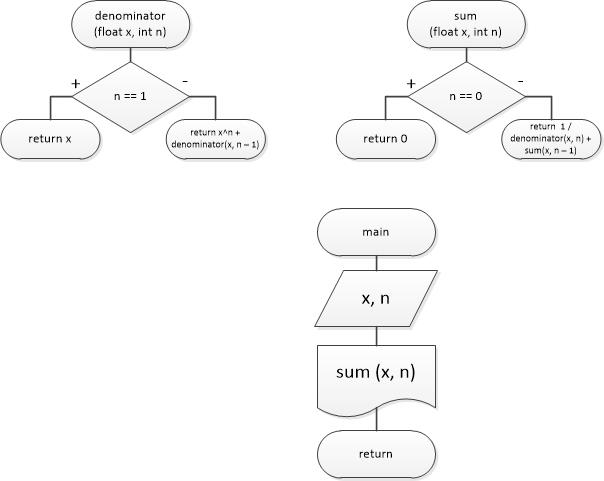 denominator
(float x, int n)
+
-
n == 1
return x
return x^n +
denominator(x, n – 1)
sum
(float x, int n)
+
-
n == 0
return 0
return 1 /
denominator(x, n) +
sum(x, n – 1)
main
x, n
sum (x, n)
return